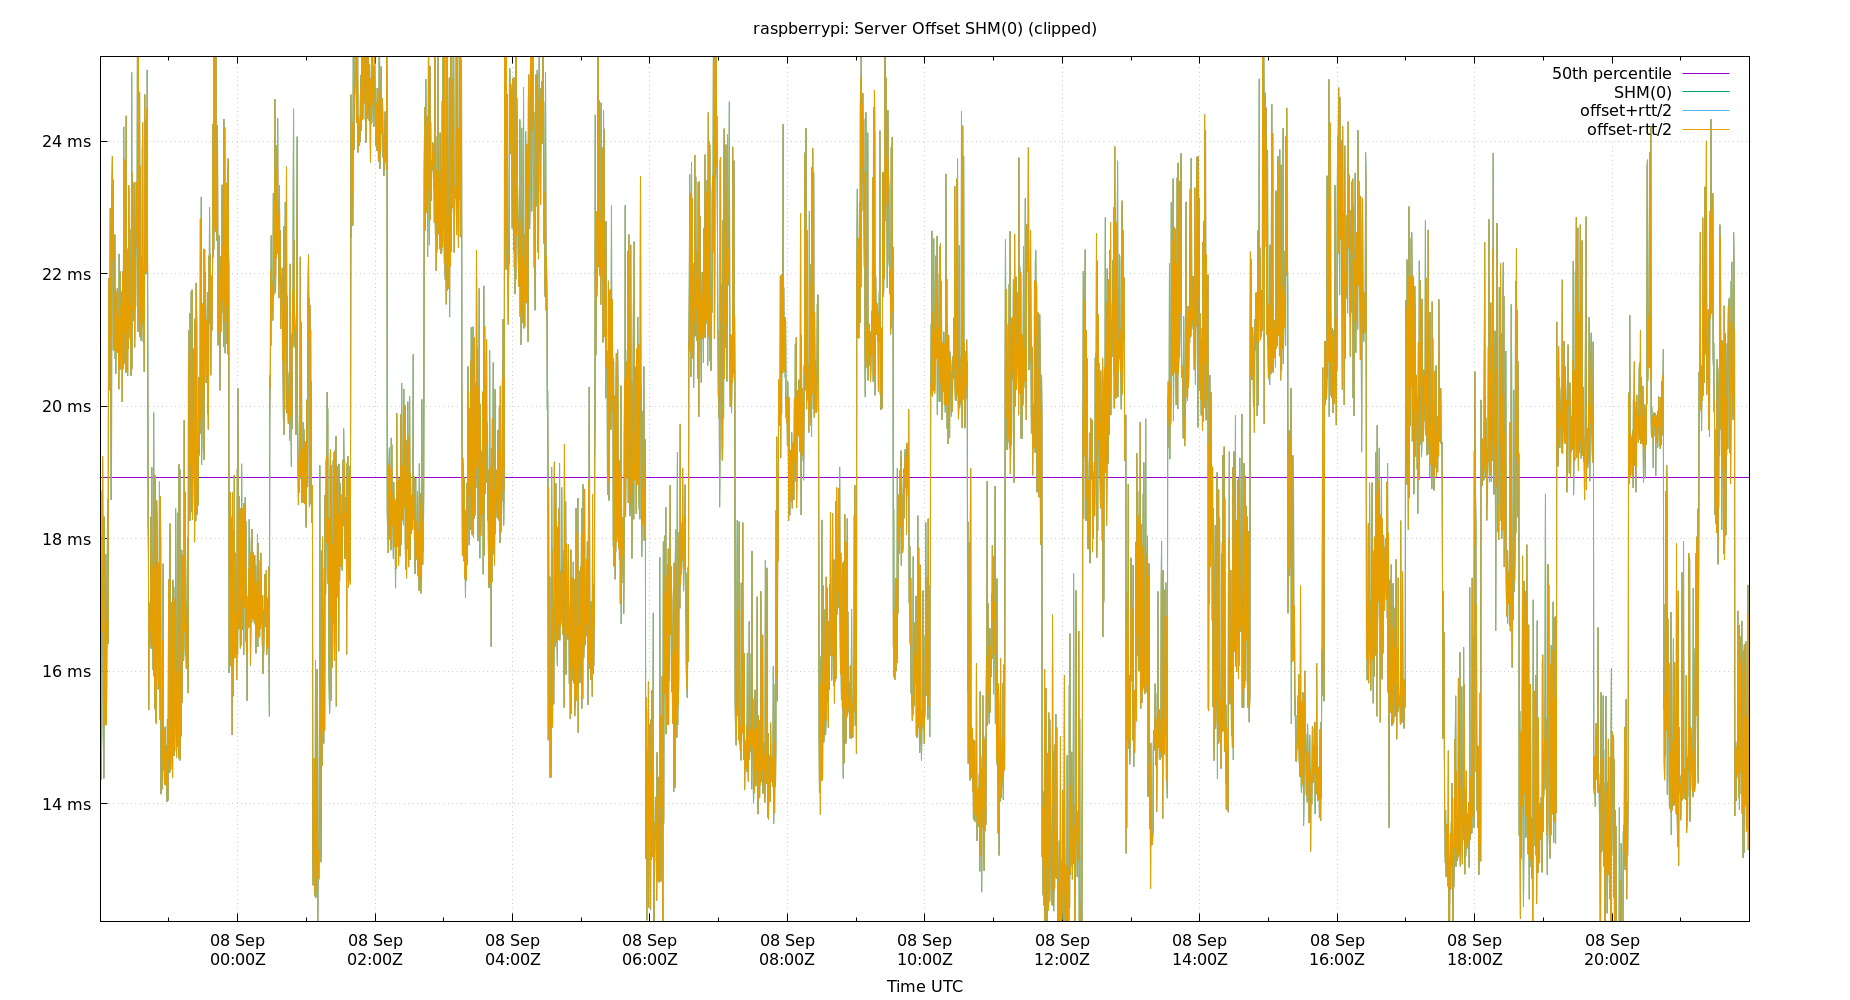 raspberrypi: Server Offset SHM(0) (clipped)
50th percentile
SHM(0)
offset+rtt/2
offset-rtt/2
24 ms
22 ms
20 ms
18 ms
16 ms
14 ms
08 Sep 08 Sep 08 Sep 08 Sep 08 Sep 08 Sep 08 Sep 08 Sep 08 Sep 08 Sep 08 Sep
00:00Z 02:00Z 04:00Z 06:00Z 08:00Z 10:00Z 12:00Z 14:00Z 16:00Z 18:00Z 20:00Z
Time UTC